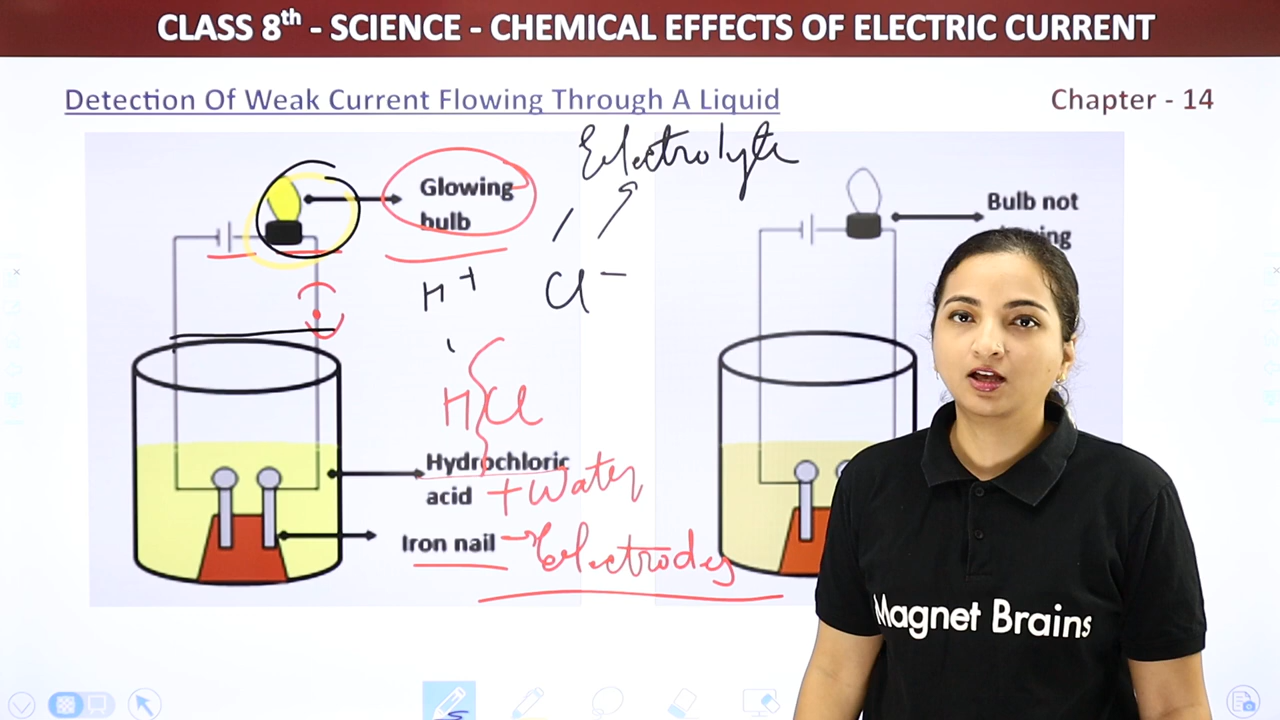 CLASS 8th - SCIENCE - CHEMICAL EFFECTS OF ELECTRIC CURRENT
Detection Of Weak Current Flowing Through A Liquid
Chapter - 14
Electrolyte
Glowing
bulb
Bulb not
H+ Cl-
HCl
Hydrochloric
acid + Water
Iron nail → Electrodes
Magnet Brains